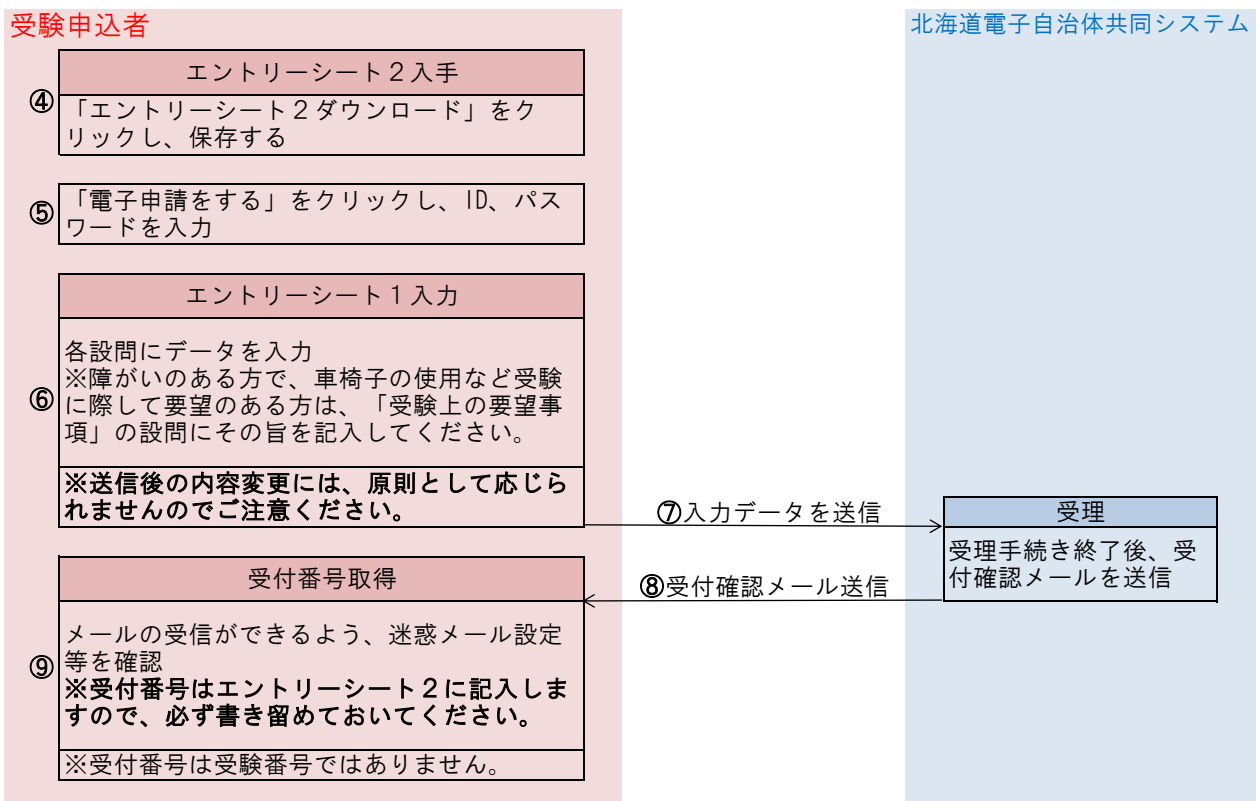 受験申込者
北海道電子自治体共同システム
エントリーシート２入手
④
「エントリーシート２ダウンロード」をク
リックし、保存する
⑤
「電子申請をする」をクリックし、ID、パス
ワードを入力
エントリーシート１入力
⑥
各設問にデータを入力
※障がいのある方で、車椅子の使用など受験
に際して要望のある方は、「受験上の要望事
項」の設問にその旨を記入してください。
※送信後の内容変更には、原則として応じら
れませんのでご注意ください。
⑦入力データを送信
受理
受理手続き終了後、受
付確認メールを送信
⑧受付確認メール送信
受付番号取得
⑨
メールの受信ができるよう、迷惑メール設定
等を確認
※受付番号はエントリーシート２に記入しま
すので、必ず書き留めておいてください。
※受付番号は受験番号ではありません。